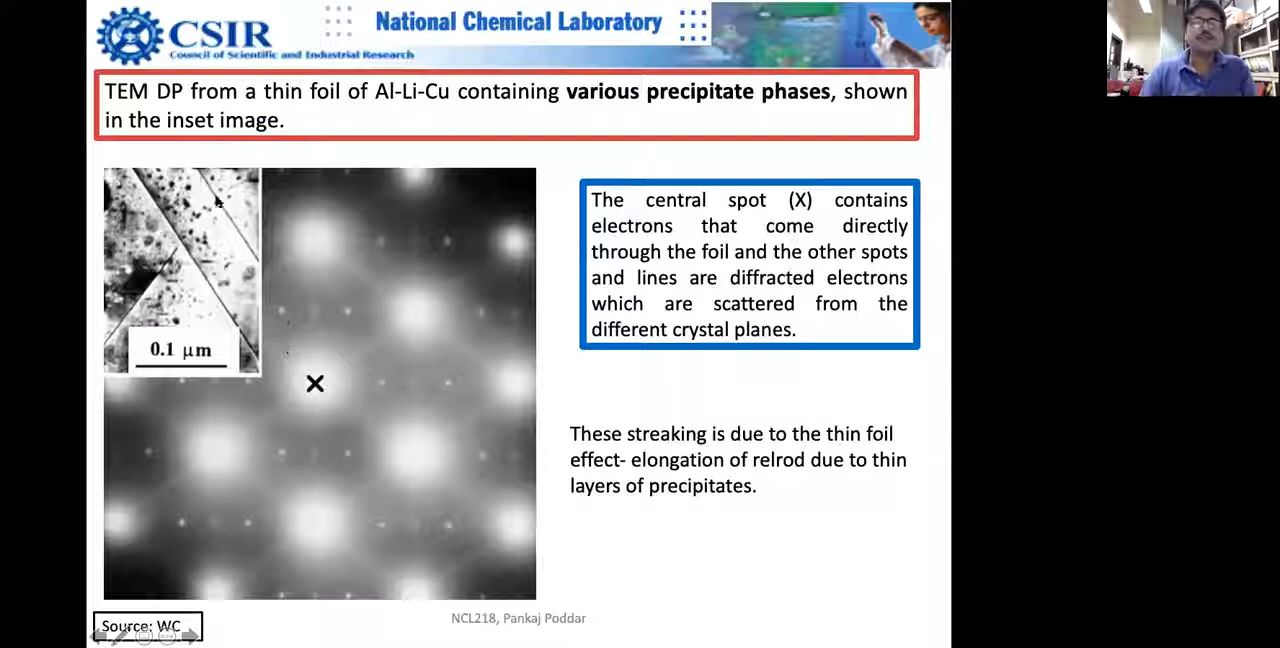 CSIR
Council of Scientific and Industrial Research
National Chemical Laboratory
TEM DP from a thin foil of Al-Li-Cu containing various precipitate phases, shown
in the inset image.
0.1 μm
X
The central spot (X) contains
electrons that come directly
through the foil and the other spots
and lines are diffracted electrons
which are scattered from the
different crystal planes.
These streaking is due to the thin foil
effect- elongation of relrod due to thin
layers of precipitates.
NCL218, Pankaj Poddar
Source: WC